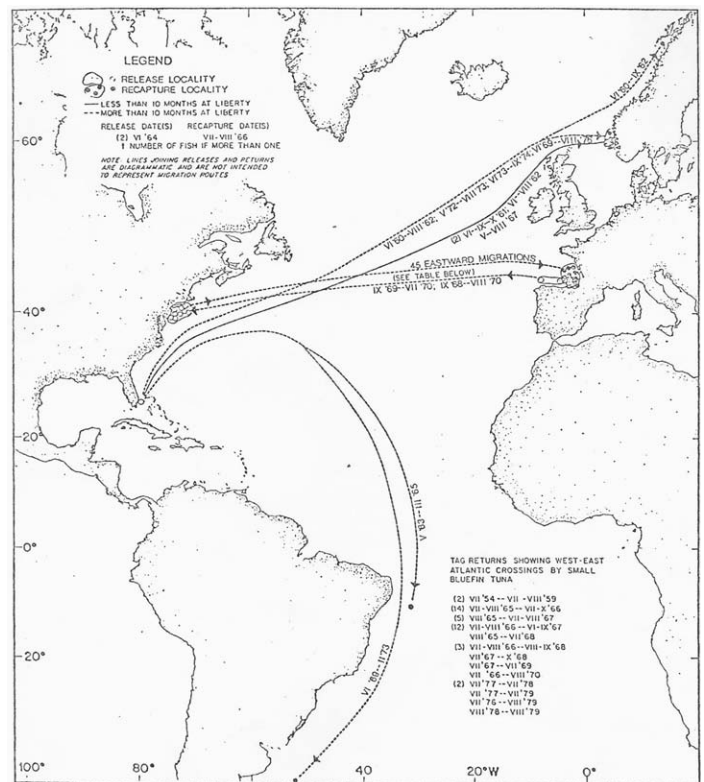 LEGEND
RELEASE LOCALITY
RECAPTURE LOCALITY
LESS THAN 10 MONTHS AT LIBERTY
MORE THAN 10 MONTHS AT LIBERTY
RELEASE DATE(S) RECAPTURE DATE(S)
(2) VI '64 VII-VIII '66
↑ NUMBER OF FISH IF MORE THAN ONE
NOTE: LINES JOINING RELEASES AND RETURNS
ARE DIAGRAMMATIC AND ARE NOT INTENDED
TO REPRESENT MIGRATION ROUTES
60°
40°
20°
0°
20°
100°
80°
20°W
0°
VI '60--VIII '62, V '72--VIII '73, VI '73--IX '74, VI '69--VIII '75
(2) VI-IX-X '61, VI-VIII '62
V--VIII '67
45 EASTWARD MIGRATIONS
(SEE TABLE BELOW)
IX '69--VII '70, IX '68--VIII '70
V '63--III '65
VI '69--II '73
TAG RETURNS SHOWING WEST-EAST
ATLANTIC CROSSINGS BY SMALL
BLUEFIN TUNA
(2) VII '54--VII-VIII '59
(14) VII-VIII '65--VII-X '66
(5) VIII '65--VII-VIII '67
(12) VII-VIII '66--VI-IX '67
VIII '65--VII '68
(3) VII-VIII '66--VIII-IX '68
VII '67--X '68
VII '67--VII '69
VII '66--VIII '70
(2) VII '77--VII '78
VII '77--VII '79
VII '76--VIII '79
VIII '78--VIII '79